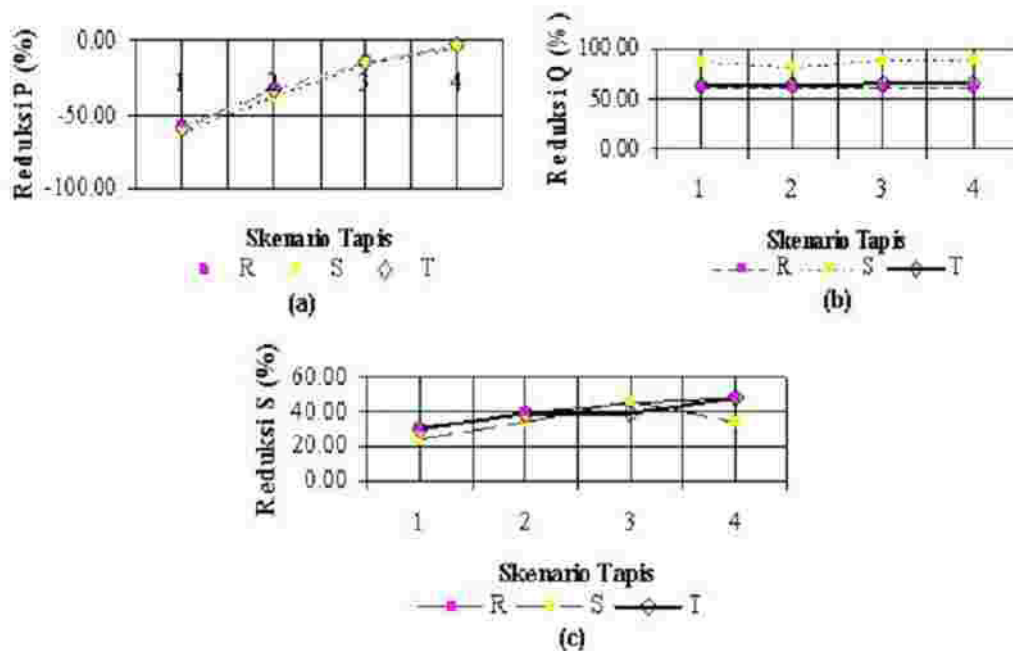 Reduksi P (%)
0.00
-50.00
-100.00
1 2 3 4
Skenario Tapis
R S T
(a)
Reduksi Q (%)
100.00
50.00
0.00
1 2 3 4
Skenario Tapis
R S T
(b)
Reduksi S (%)
60.00
40.00
20.00
0.00
1 2 3 4
Skenario Tapis
R S T
(c)